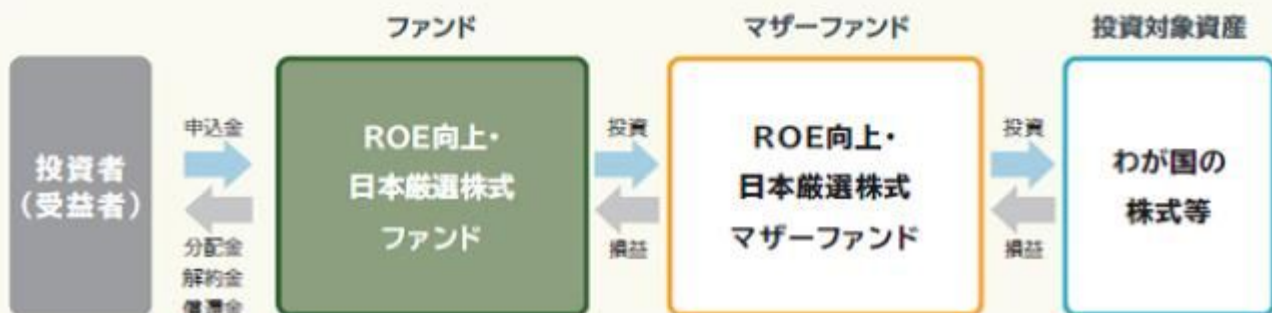 ファンド
マザーファンド
投資対象資産
投資者
（受益者）
申込金
分配金
解約金
償還金
ROE向上・
日本厳選株式
ファンド
投資
損益
ROE向上・
日本厳選株式
マザーファンド
投資
損益
わが国の
株式等